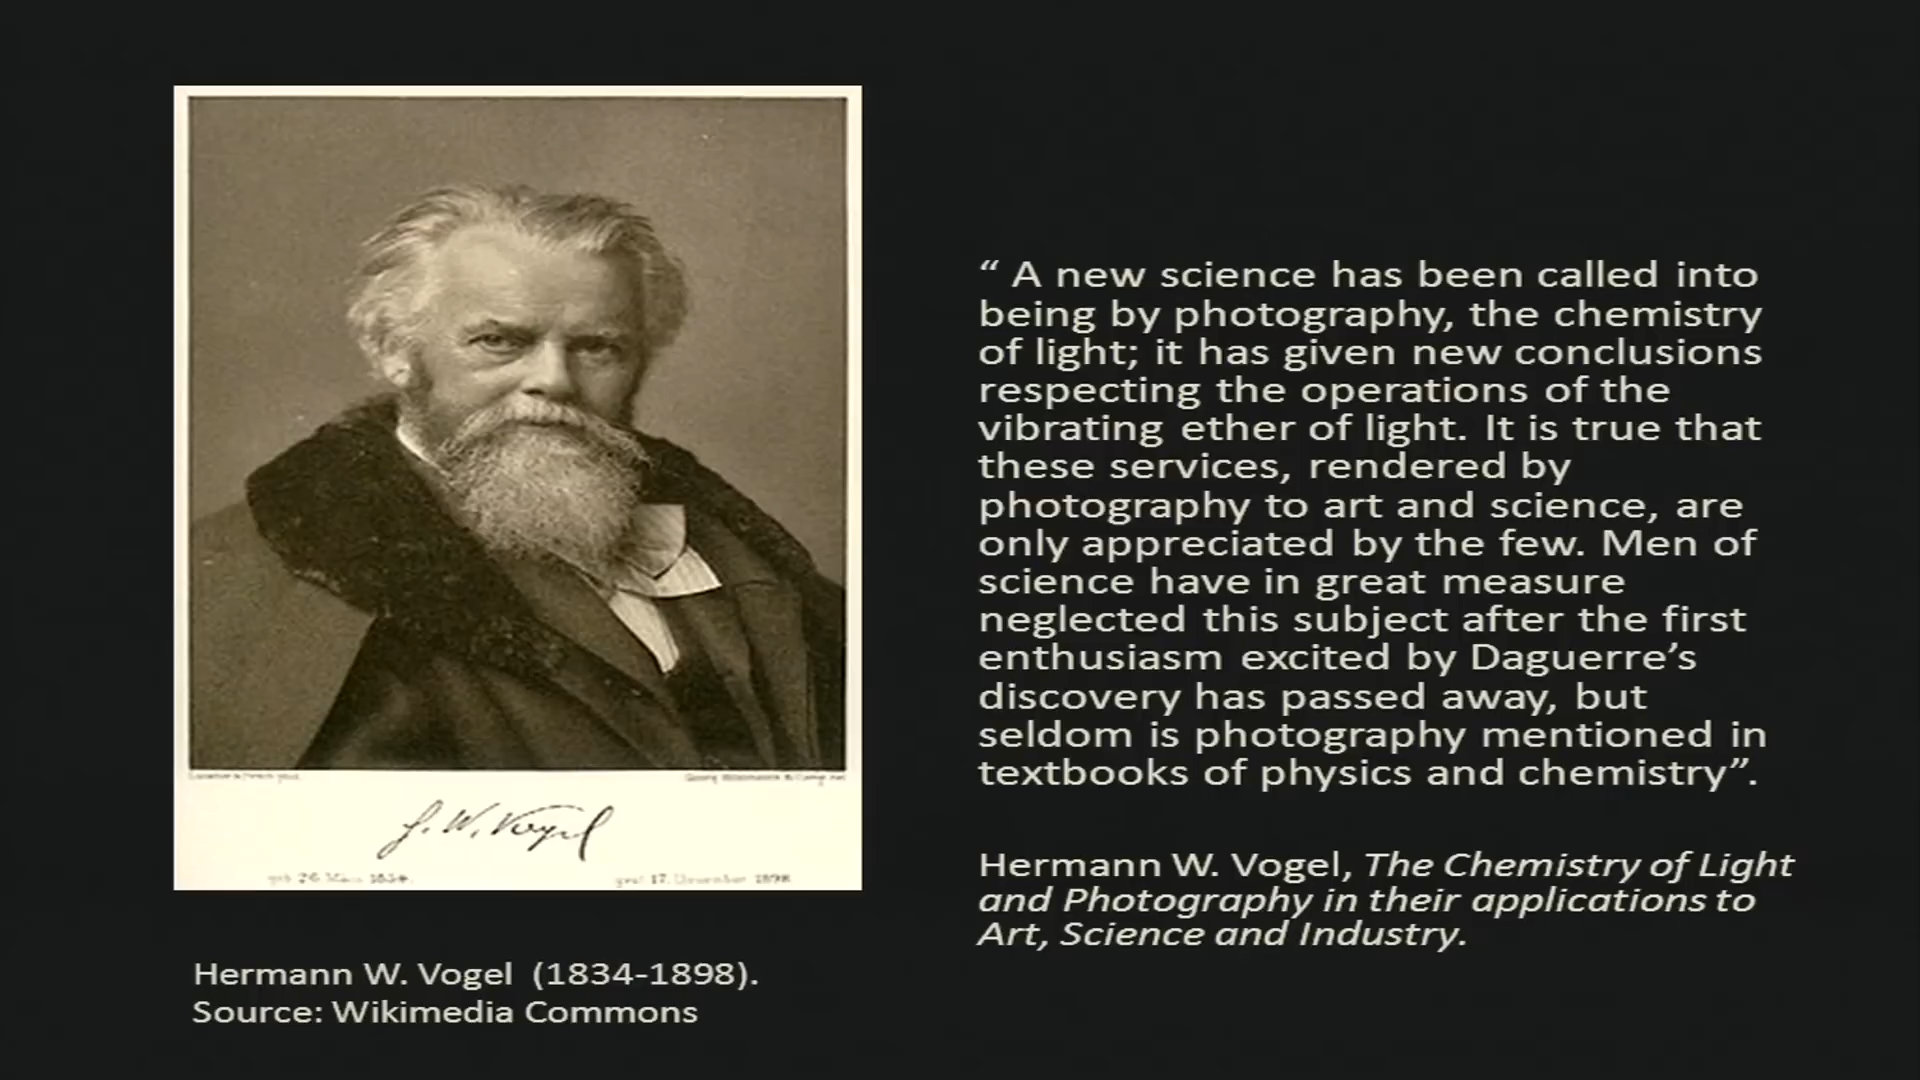 “ A new science has been called into
being by photography, the chemistry
of light; it has given new conclusions
respecting the operations of the
vibrating ether of light. It is true that
these services, rendered by
photography to art and science, are
only appreciated by the few. Men of
science have in great measure
neglected this subject after the first
enthusiasm excited by Daguerre’s
discovery has passed away, but
seldom is photography mentioned in
textbooks of physics and chemistry”.
Hermann W. Vogel, The Chemistry of Light
and Photography in their applications to
Art, Science and Industry.
H. W. Vogel
Hermann W. Vogel (1834-1898).
Source: Wikimedia Commons